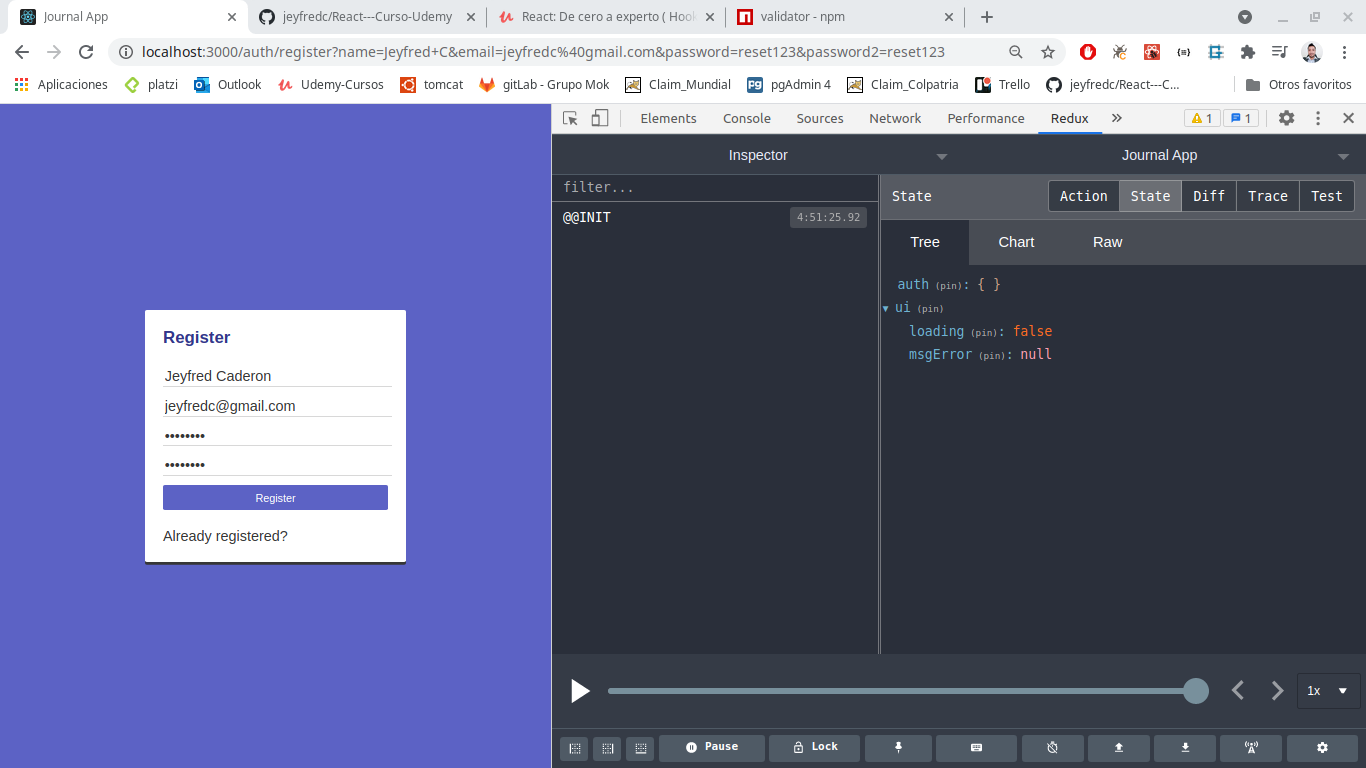 Journal App
jeyfredc/React---Curso-Udemy
React: De cero a experto ( Hook
validator - npm
localhost:3000/auth/register?name=Jeyfred+C&email=jeyfredc%40gmail.com&password=reset123&password2=reset123
Aplicaciones
platzi
Outlook
Udemy-Cursos
tomcat
gitLab - Grupo Mok
Claim_Mundial
pgAdmin 4
Claim_Colpatria
Trello
jeyfredc/React---C...
Otros favoritos
Elements
Console
Sources
Network
Performance
Redux
1
1
Inspector
Journal App
filter...
State
Action
State
Diff
Trace
Test
@@INIT
4:51:25.92
Tree
Chart
Raw
auth (pin): { }
ui (pin)
loading (pin): false
msgError (pin): null
Register
Jeyfred Caderon
jeyfredc@gmail.com
••••••••
••••••••
Register
Already registered?
1x
Pause
Lock